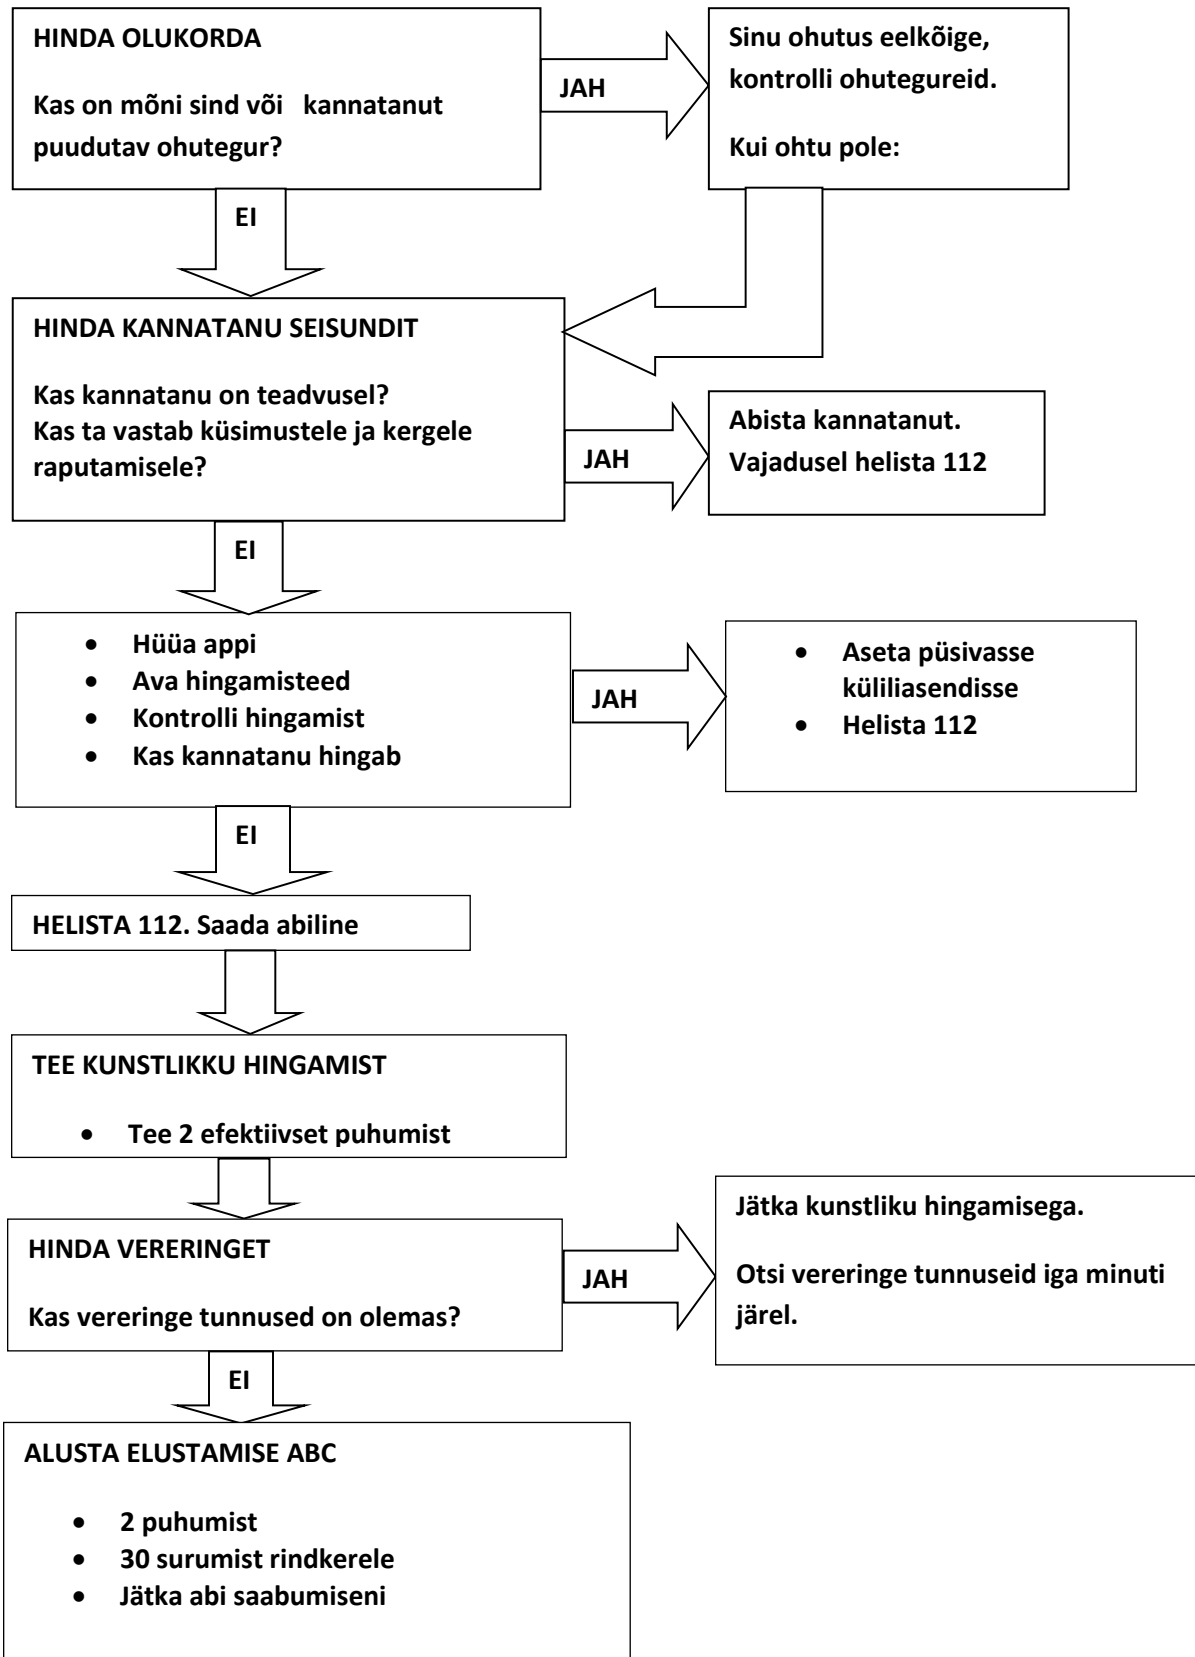 HINDA OLUKORDA
Kas on mõni sind või kannatanut
puudutav ohutegur?
JAH
Sinu ohutus eelkõige,
kontrolli ohutegureid.
Kui ohtu pole:
EI
HINDA KANNATANU SEISUNDIT
Kas kannatanu on teadvusel?
Kas ta vastab küsimustele ja kergele
raputamisele?
JAH
Abista kannatanut.
Vajadusel helista 112
EI
• Hüüa appi
• Ava hingamisteed
• Kontrolli hingamist
• Kas kannatanu hingab
JAH
• Aseta püsivasse
küliliasendisse
• Helista 112
EI
HELISTA 112. Saada abiline
TEE KUNSTLIKKU HINGAMIST
• Tee 2 efektiivset puhumist
HINDA VERERINGET
Kas vereringe tunnused on olemas?
JAH
Jätka kunstliku hingamisega.
Otsi vereringe tunnuseid iga minuti
järel.
EI
ALUSTA ELUSTAMISE ABC
• 2 puhumist
• 30 surumist rindkerele
• Jätka abi saabumiseni